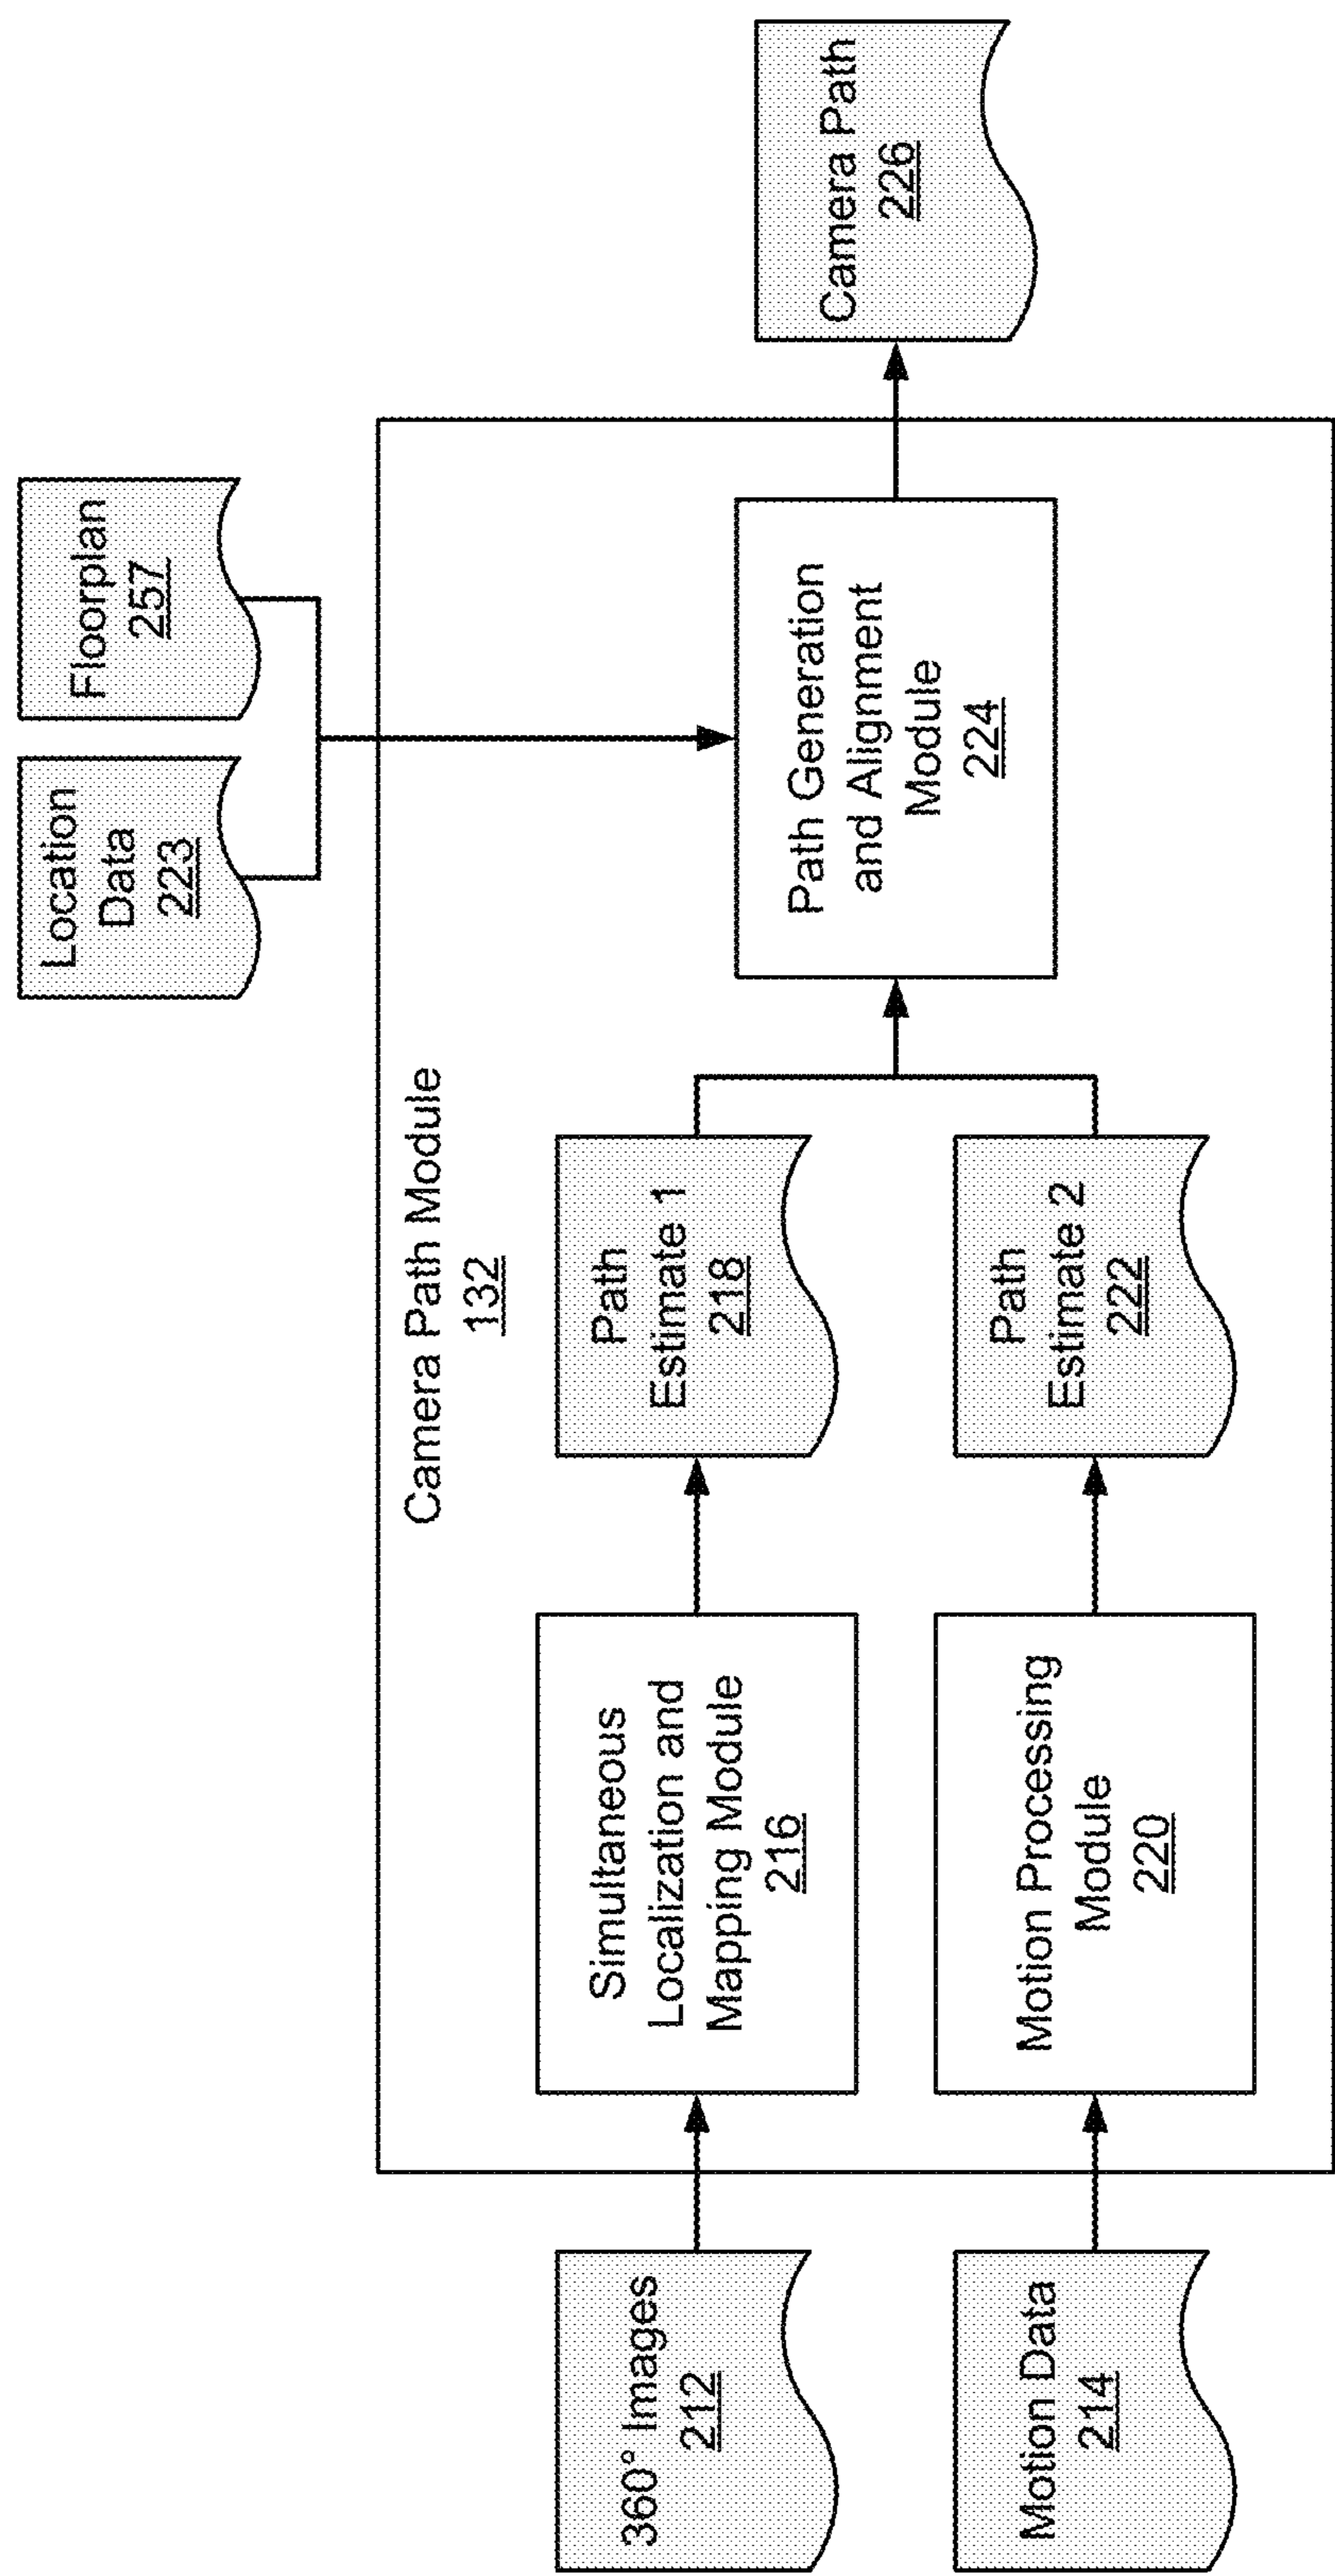 Location
Data
223
Floorplan
257
Camera Path Module
132
360° Images
212
Simultaneous
Localization and
Mapping Module
216
Path
Estimate 1
218
Motion Data
214
Motion Processing
Module
220
Path
Estimate 2
222
Path Generation
and Alignment
Module
224
Camera Path
226